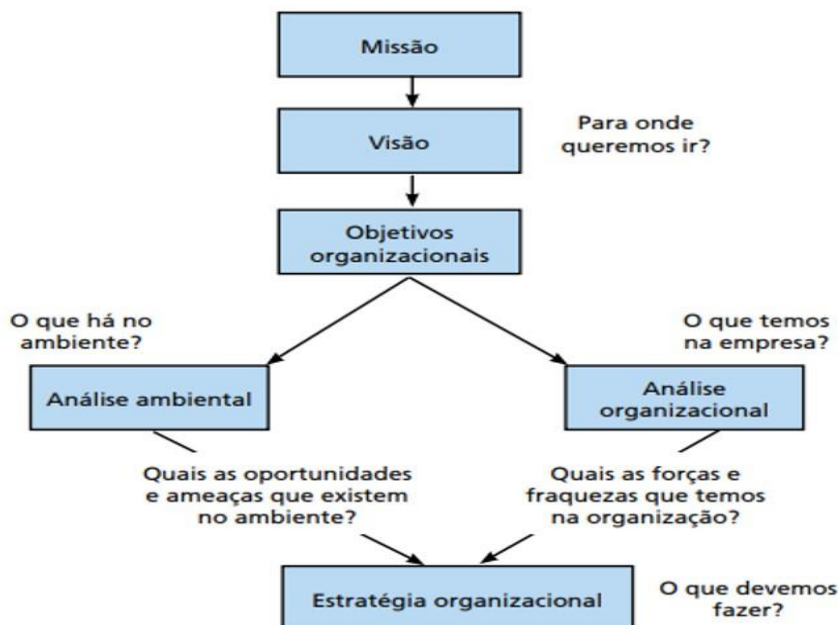 Missão
Visão
Para onde
queremos ir?
Objetivos
organizacionais
O que há no
ambiente?
O que temos
na empresa?
Análise ambiental
Análise
organizacional
Quais as oportunidades
e ameaças que existem
no ambiente?
Quais as forças e
fraquezas que temos
na organização?
Estratégia organizacional
O que devemos
fazer?